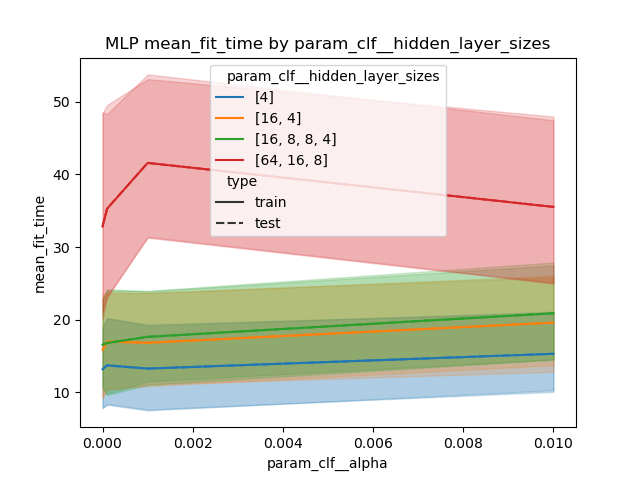 MLP mean_fit_time by param_clf__hidden_layer_sizes
param_clf__hidden_layer_sizes
[4]
[16, 4]
[16, 8, 8, 4]
[64, 16, 8]
type
train
test
mean_fit_time
50
40
30
20
10
0.000 0.002 0.004 0.006 0.008 0.010
param_clf__alpha